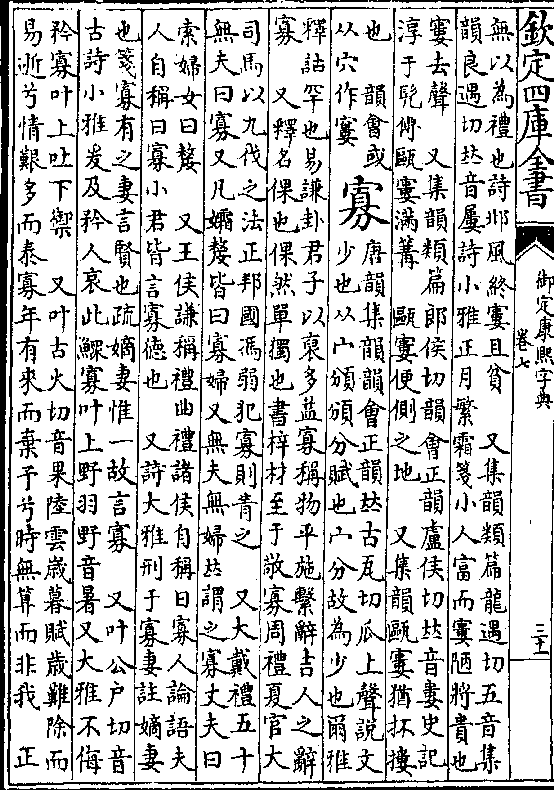 欽定四庫全書
御定康熙字典
卷七
三十一
無以為禮也詩邶風終窶且貧　又集韻類篇龍遇切五音集
韻良遇切𠀤音屨詩小雅正月繁霜箋小人富而窶陋將貴也
窶去聲　又集韻類篇郎侯切韻會正韻盧侯切𠀤音婁史記
淳于髠傳甌窶滿篝　甌窶便側之地　又集韻甌窶猶抔摟
也　韻會或
从穴作窶
寡
唐韻集韻韻會正韻𠀤古瓦切瓜上聲說文
少也从宀頒頒分賦也宀分故為少也爾雅
釋詁罕也易謙卦君子以裒多益寡稱物平施繫辭吉人之辭
寡　又釋名倮也倮然單獨也書梓材至于敬寡周禮夏官大
司馬以九伐之法正邦國馮弱犯寡則眚之　又大戴禮五十
無夫曰寡又凡孀嫠皆曰寡婦又無夫無婦𠀤謂之寡丈夫曰
索婦女曰嫠　又王侯謙稱禮曲禮諸侯自稱曰寡人論語夫
人自稱曰寡小君皆言寡德也　又詩大雅刑于寡妻註嫡妻
也箋寡有之妻言賢也疏嫡妻惟一故言寡　又叶公户切音
古詩小雅爰及矜人哀此鰥寡叶上野羽野音暑又大雅不侮
矜寡叶上吐下禦　又叶古火切音果陸雲歲暮賦歲難除而
易逝兮情艱多而泰寡年有來而棄予兮時無算而非我　正